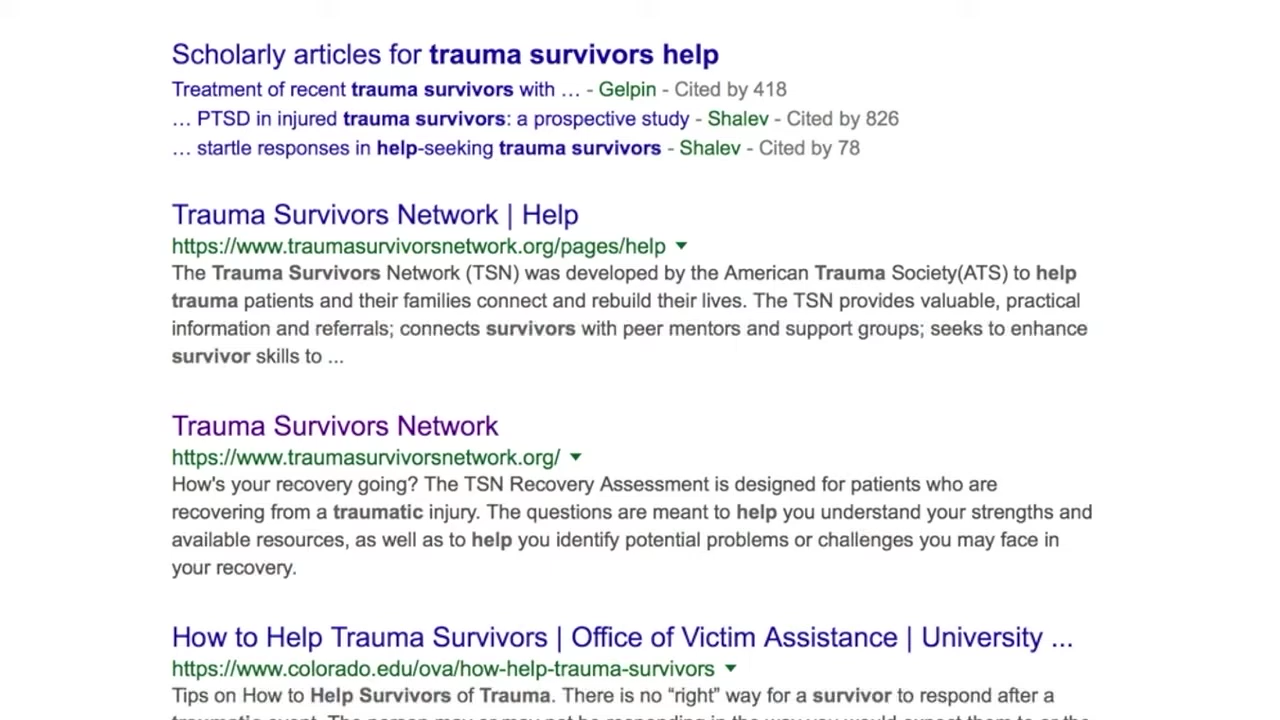 Scholarly articles for trauma survivors help
Treatment of recent trauma survivors with … - Gelpin - Cited by 418
… PTSD in injured trauma survivors: a prospective study - Shalev - Cited by 826
… startle responses in help-seeking trauma survivors - Shalev - Cited by 78
Trauma Survivors Network | Help
https://www.traumasurvivorsnetwork.org/pages/help
The Trauma Survivors Network (TSN) was developed by the American Trauma Society(ATS) to help
trauma patients and their families connect and rebuild their lives. The TSN provides valuable, practical
information and referrals; connects survivors with peer mentors and support groups; seeks to enhance
survivor skills to ...
Trauma Survivors Network
https://www.traumasurvivorsnetwork.org/
How's your recovery going? The TSN Recovery Assessment is designed for patients who are
recovering from a traumatic injury. The questions are meant to help you understand your strengths and
available resources, as well as to help you identify potential problems or challenges you may face in
your recovery.
How to Help Trauma Survivors | Office of Victim Assistance | University ...
https://www.colorado.edu/ova/how-help-trauma-survivors
Tips on How to Help Survivors of Trauma. There is no “right” way for a survivor to respond after a